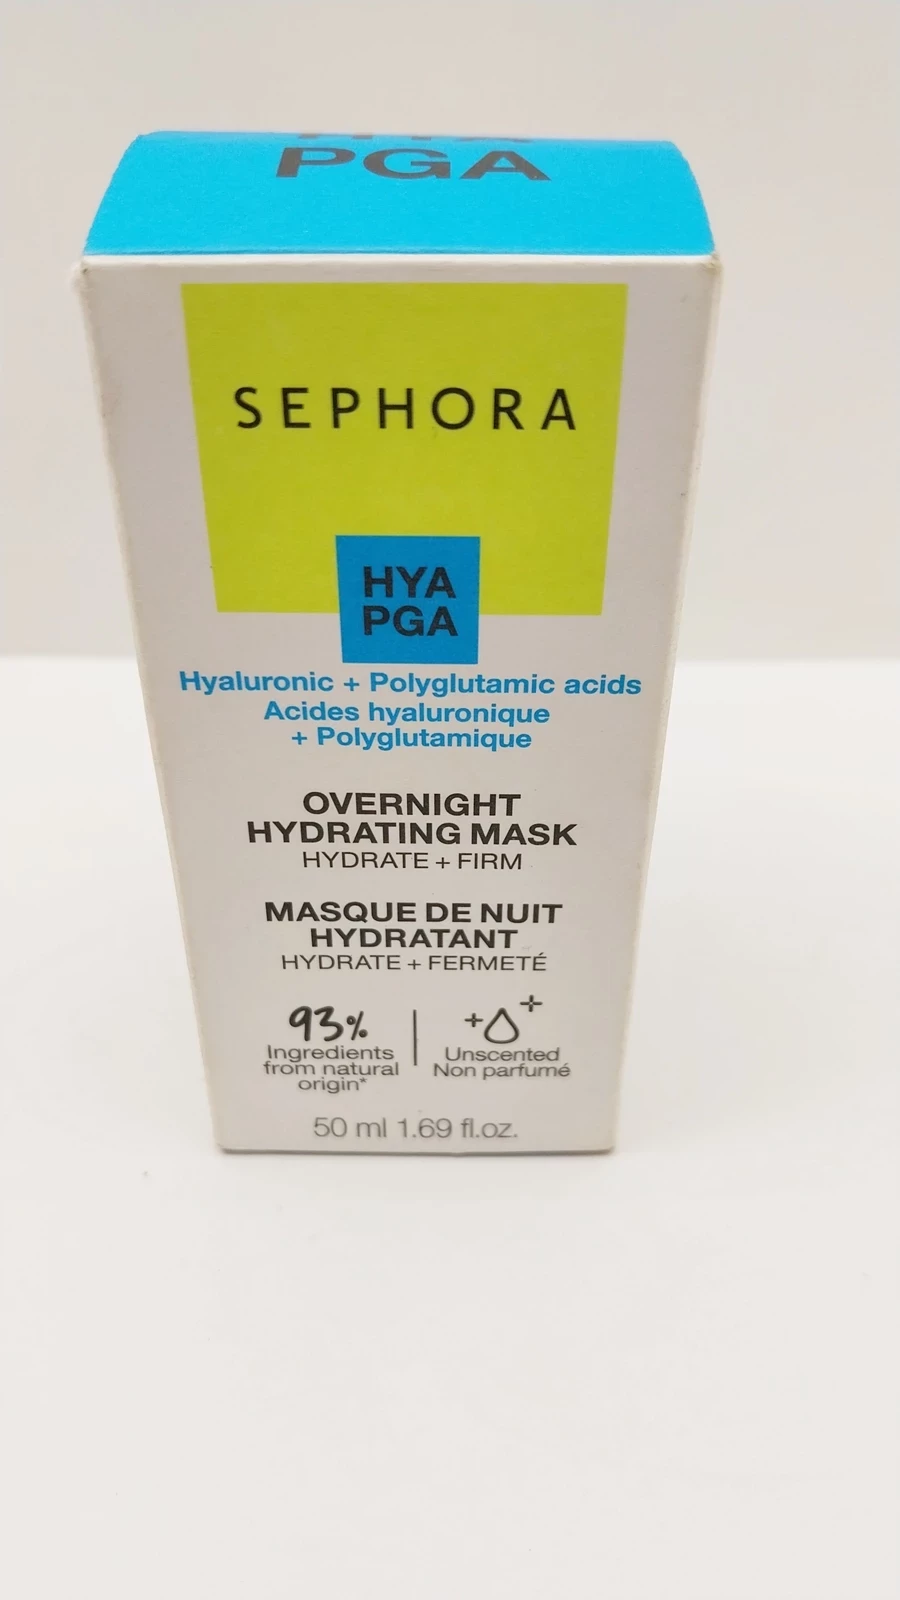 PGA
SEPHORA
HYA
PGA
Hyaluronic + Polyglutamic acids
Acides hyaluronique
+ Polyglutamique
OVERNIGHT
HYDRATING MASK
HYDRATE + FIRM
MASQUE DE NUIT
HYDRATANT
HYDRATE + FERMETÉ
93%
Ingredients
from natural
origin*
Unscented
Non parfumé
50 ml 1.69 fl.oz.